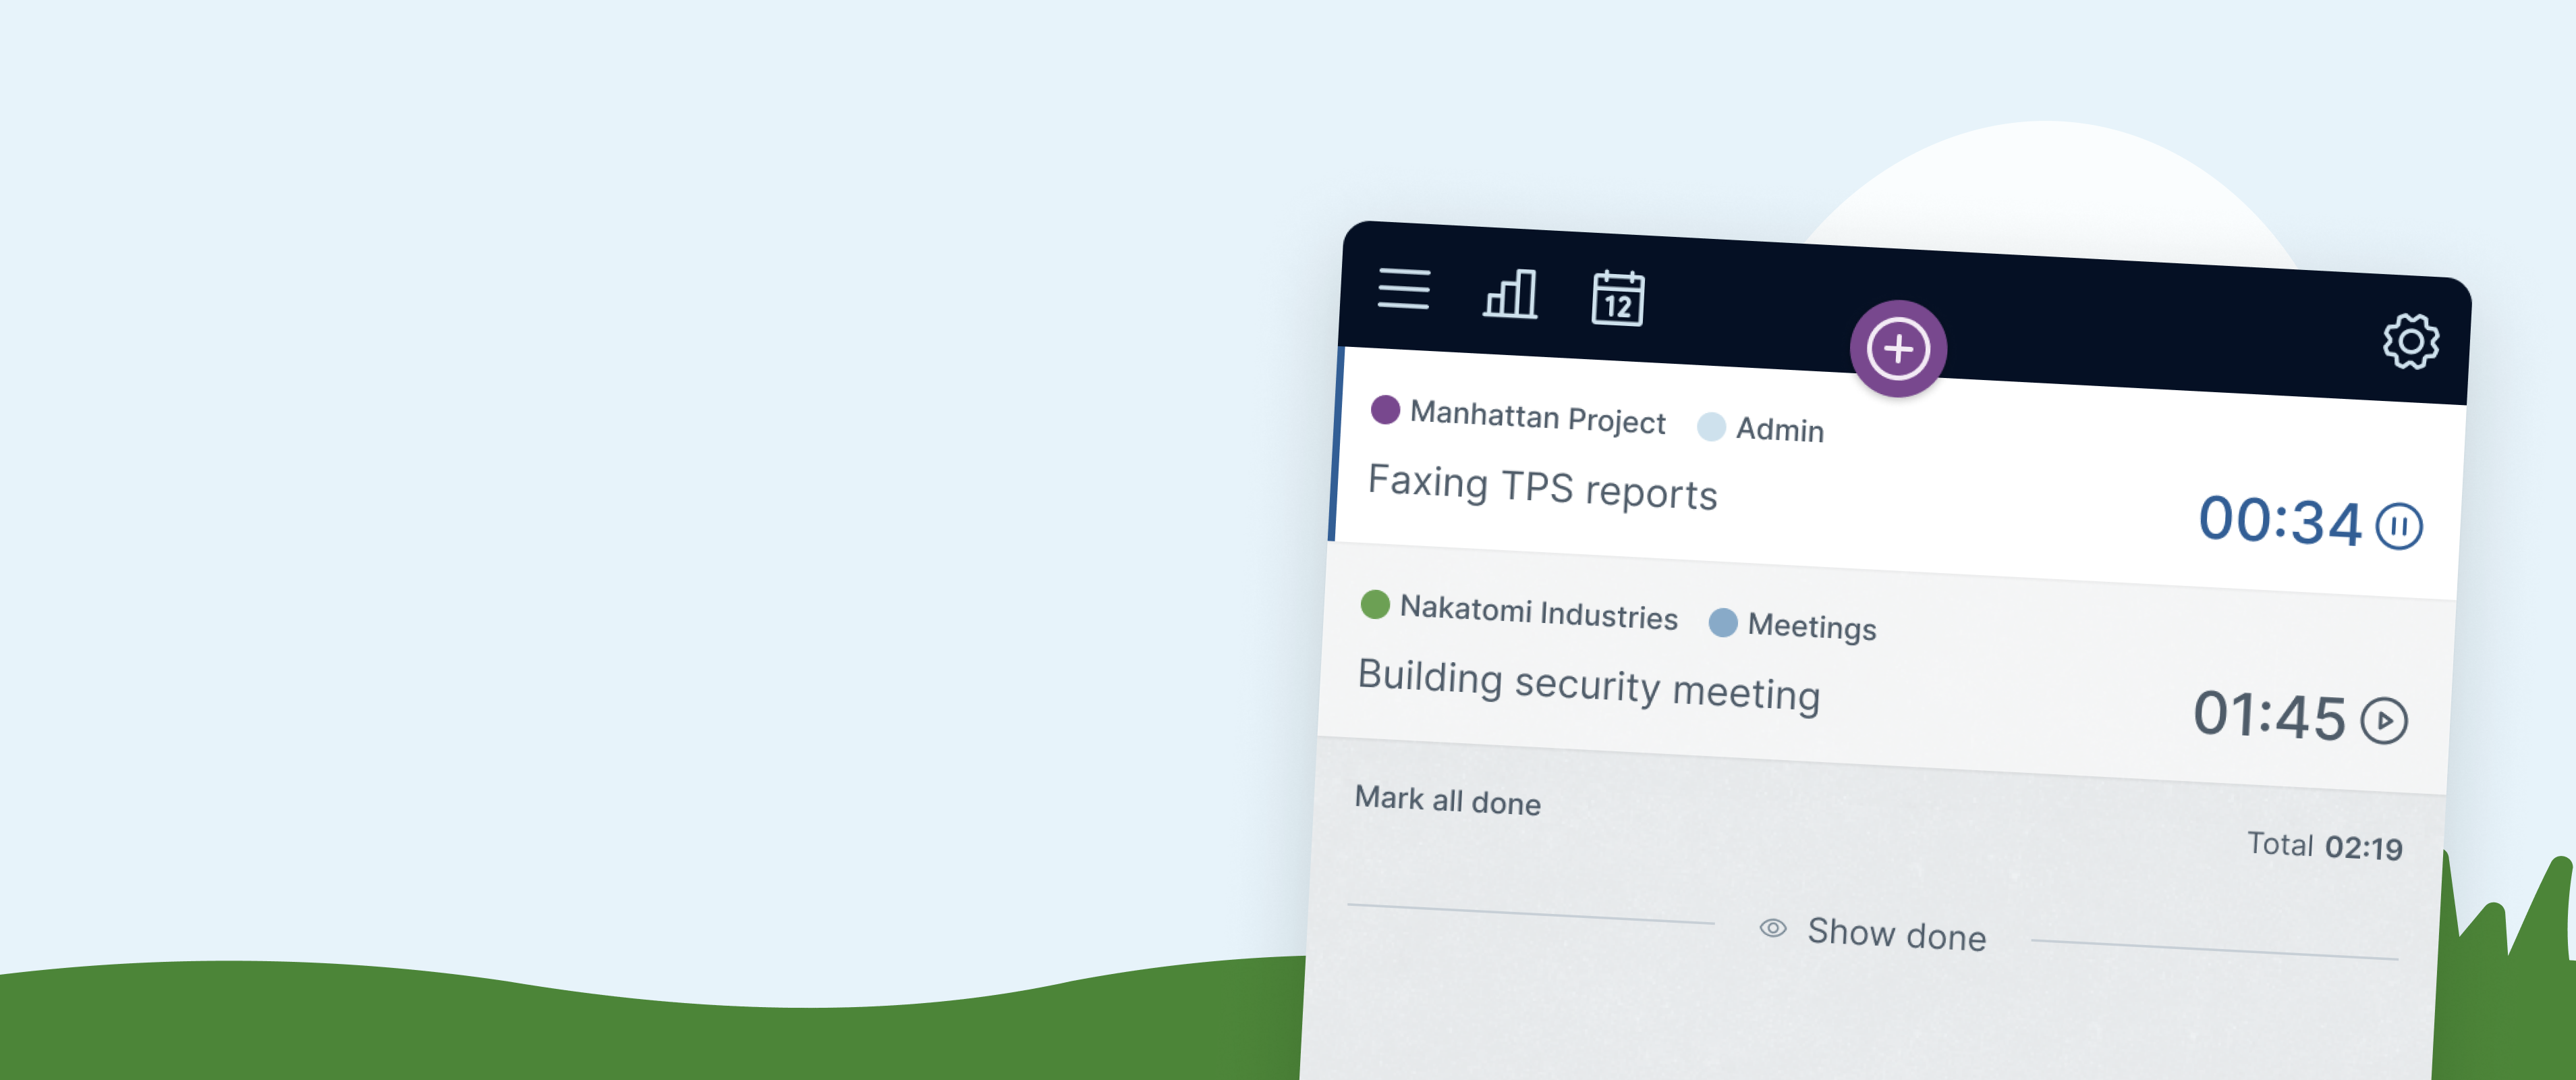 12
Manhattan Project Admin
Faxing TPS reports
00:34
Nakatomi Industries Meetings
Building security meeting
01:45
Mark all done
Total 02:19
Show done